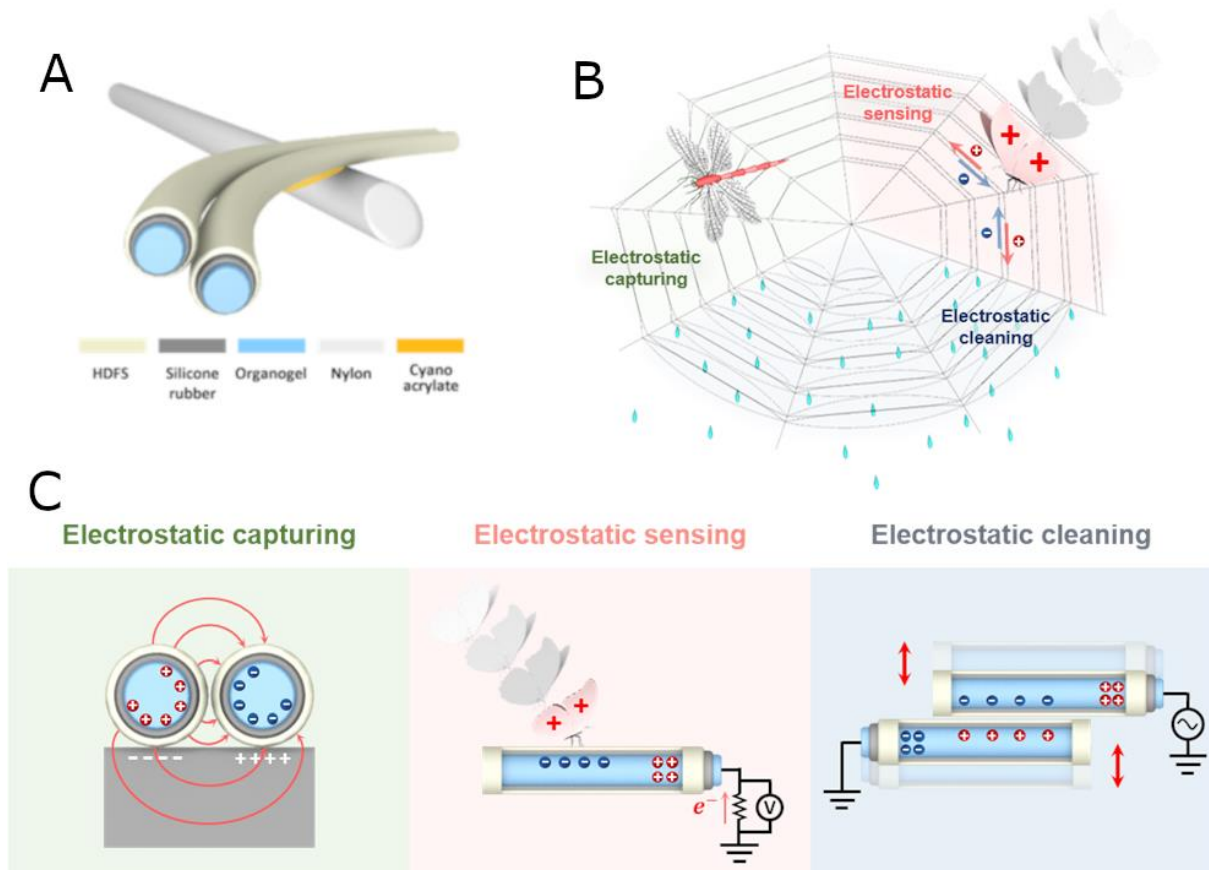 A
B
Electrostatic
sensing
Electrostatic
capturing
Electrostatic
cleaning
HDFS
Silicone
rubber
Organogel
Nylon
Cyano
acrylate
C
Electrostatic capturing
Electrostatic sensing
Electrostatic cleaning
e⁻
V